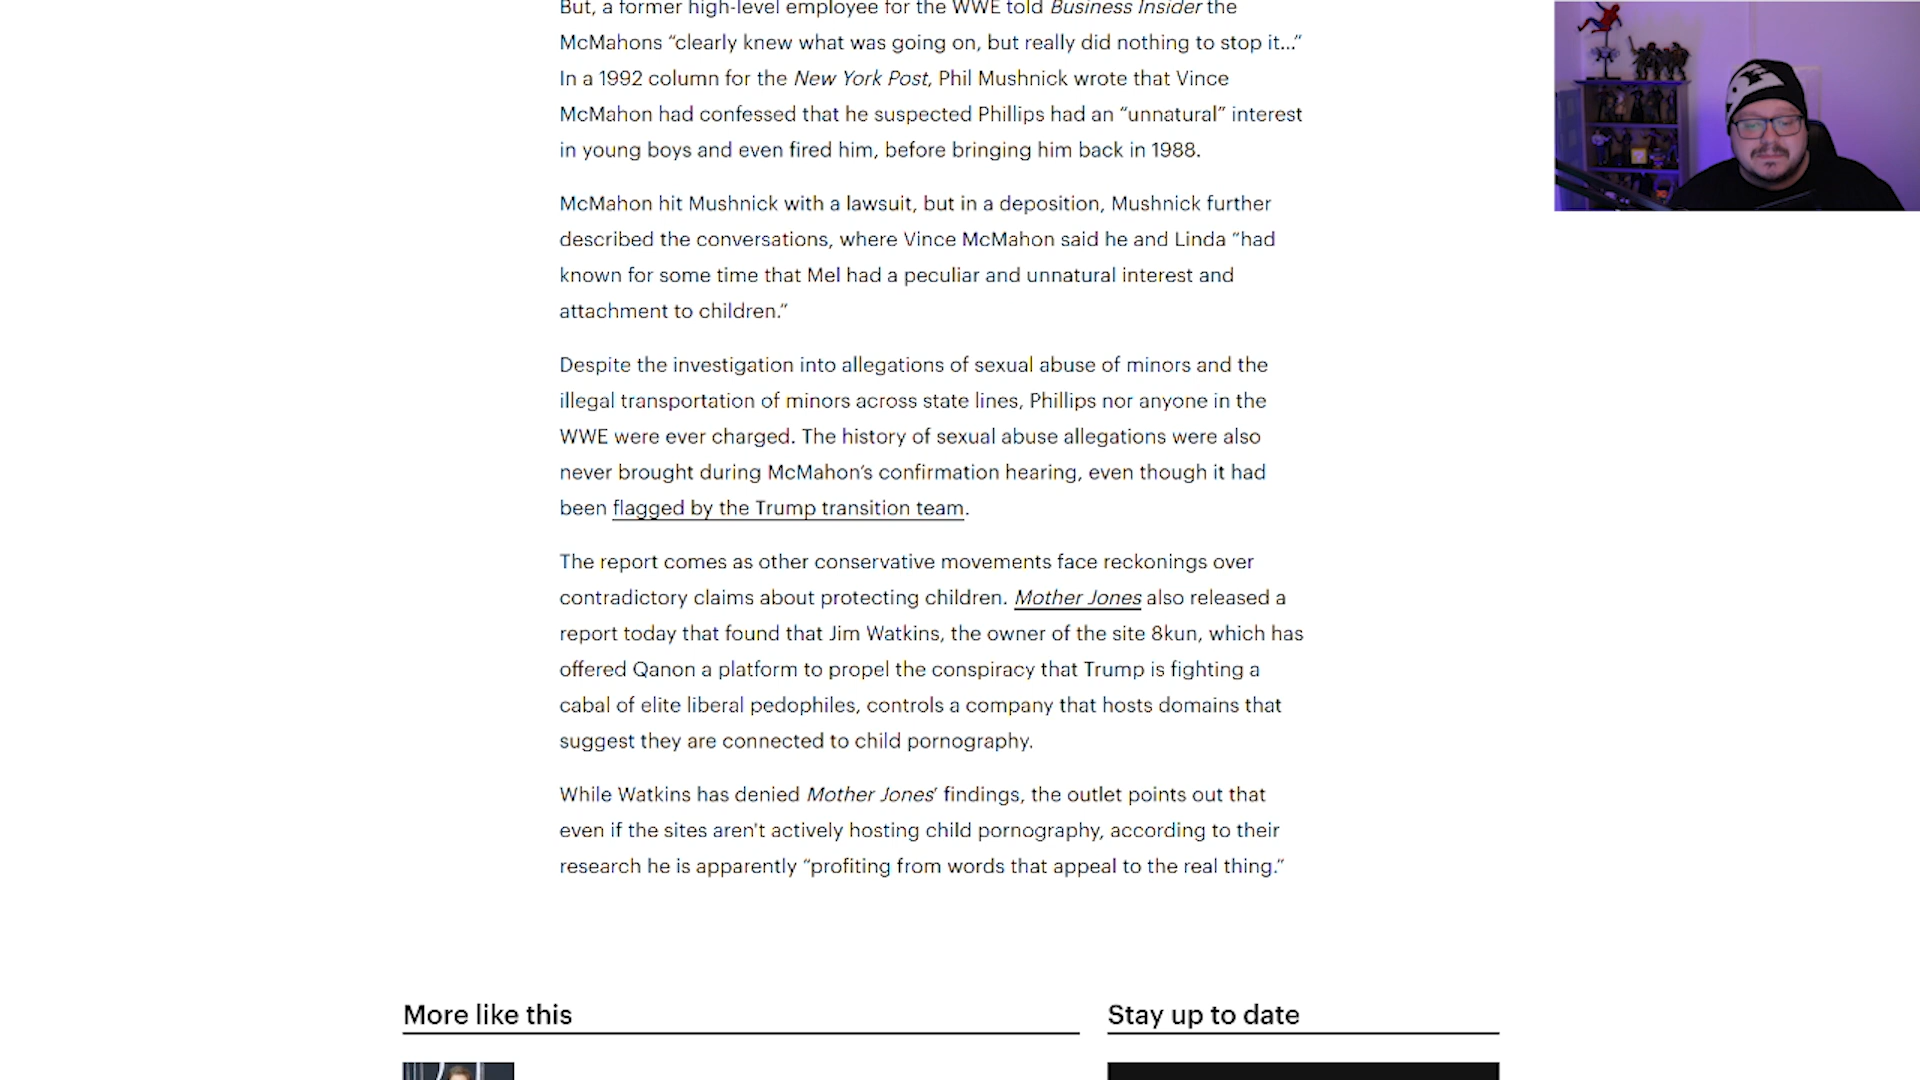 But, a former high-level employee for the WWE told Business Insider the
McMahons “clearly knew what was going on, but really did nothing to stop it...”
In a 1992 column for the New York Post, Phil Mushnick wrote that Vince
McMahon had confessed that he suspected Phillips had an “unnatural” interest
in young boys and even fired him, before bringing him back in 1988.
McMahon hit Mushnick with a lawsuit, but in a deposition, Mushnick further
described the conversations, where Vince McMahon said he and Linda “had
known for some time that Mel had a peculiar and unnatural interest and
attachment to children.”
Despite the investigation into allegations of sexual abuse of minors and the
illegal transportation of minors across state lines, Phillips nor anyone in the
WWE were ever charged. The history of sexual abuse allegations were also
never brought during McMahon’s confirmation hearing, even though it had
been flagged by the Trump transition team.
The report comes as other conservative movements face reckonings over
contradictory claims about protecting children. Mother Jones also released a
report today that found that Jim Watkins, the owner of the site 8kun, which has
offered Qanon a platform to propel the conspiracy that Trump is fighting a
cabal of elite liberal pedophiles, controls a company that hosts domains that
suggest they are connected to child pornography.
While Watkins has denied Mother Jones’ findings, the outlet points out that
even if the sites aren't actively hosting child pornography, according to their
research he is apparently “profiting from words that appeal to the real thing.”
More like this
Stay up to date